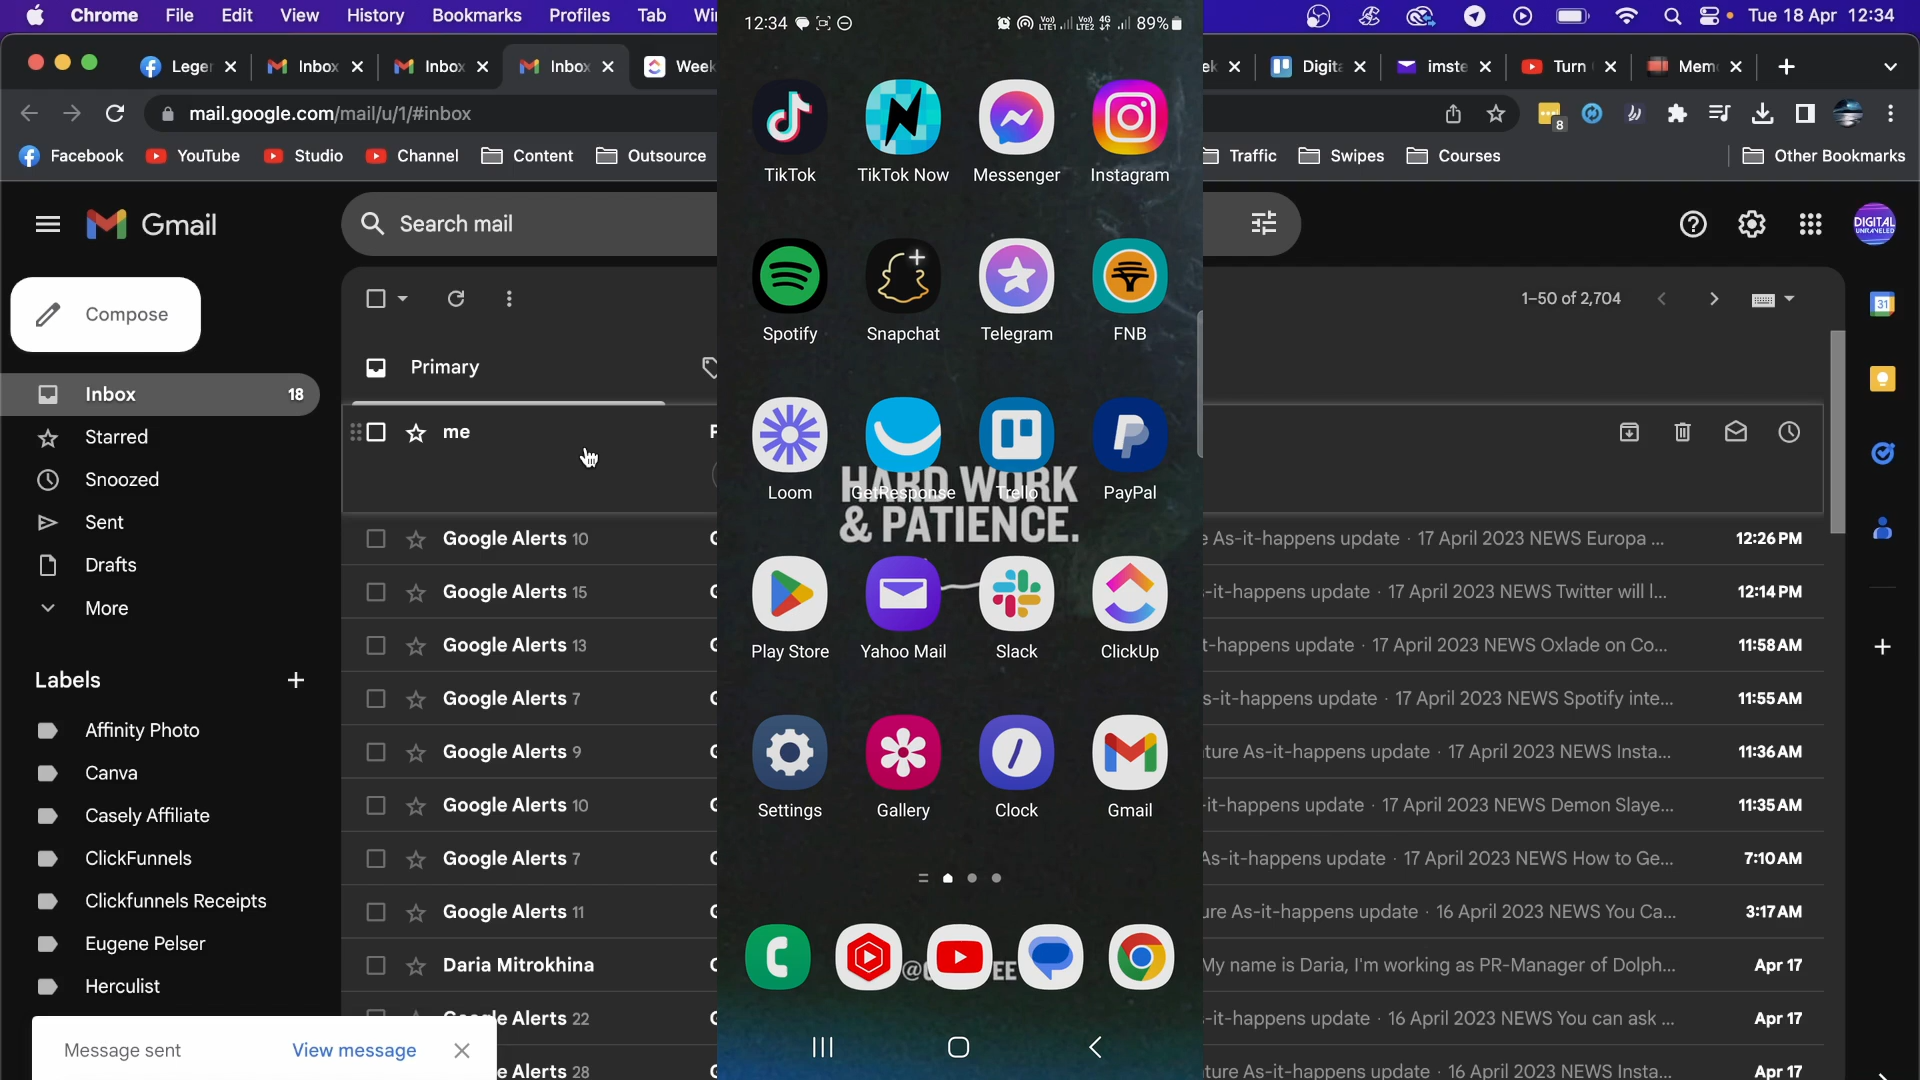 Chrome File Edit View History Bookmarks Profiles Tab
Tue 18 Apr 12:34
12:34
89%
Leger
Inbox
Inbox
Inbox
Week
Digita
imste
Turn
Mem
mail.google.com/mail/u/1/#inbox
8
Facebook YouTube Studio Channel Content Outsource
Traffic Swipes Courses Other Bookmarks
Gmail
Search mail
DIGITAL
UNRAVELED
Compose
1–50 of 2,704
31
Primary
Inbox 18
Starred
Snoozed
Sent
Drafts
More
Labels
Affinity Photo
Canva
Casely Affiliate
ClickFunnels
Clickfunnels Receipts
Eugene Pelser
Herculist
me
Google Alerts 10
e As-it-happens update · 17 April 2023 NEWS Europa ... 12:26 PM
Google Alerts 15
s-it-happens update · 17 April 2023 NEWS Twitter will l... 12:14 PM
Google Alerts 13
t-happens update · 17 April 2023 NEWS Oxlade on Co... 11:58 AM
Google Alerts 7
s-it-happens update · 17 April 2023 NEWS Spotify inte... 11:55 AM
Google Alerts 9
ture As-it-happens update · 17 April 2023 NEWS Insta... 11:36 AM
Google Alerts 10
-it-happens update · 17 April 2023 NEWS Demon Slaye... 11:35 AM
Google Alerts 7
As-it-happens update · 17 April 2023 NEWS How to Ge... 7:10 AM
Google Alerts 11
ure As-it-happens update · 16 April 2023 NEWS You Ca... 3:17 AM
Daria Mitrokhina
My name is Daria, I'm working as PR-Manager of Dolph... Apr 17
e Alerts 22
-it-happens update · 16 April 2023 NEWS You can ask ... Apr 17
e Alerts 28
ture As-it-happens update · 16 April 2023 NEWS Insta... Apr 17
Message sent View message
TikTok TikTok Now Messenger Instagram
Spotify Snapchat Telegram FNB
Loom GetResponse Trello PayPal
HARD WORK
& PATIENCE.
Play Store Yahoo Mail Slack ClickUp
Settings Gallery Clock Gmail